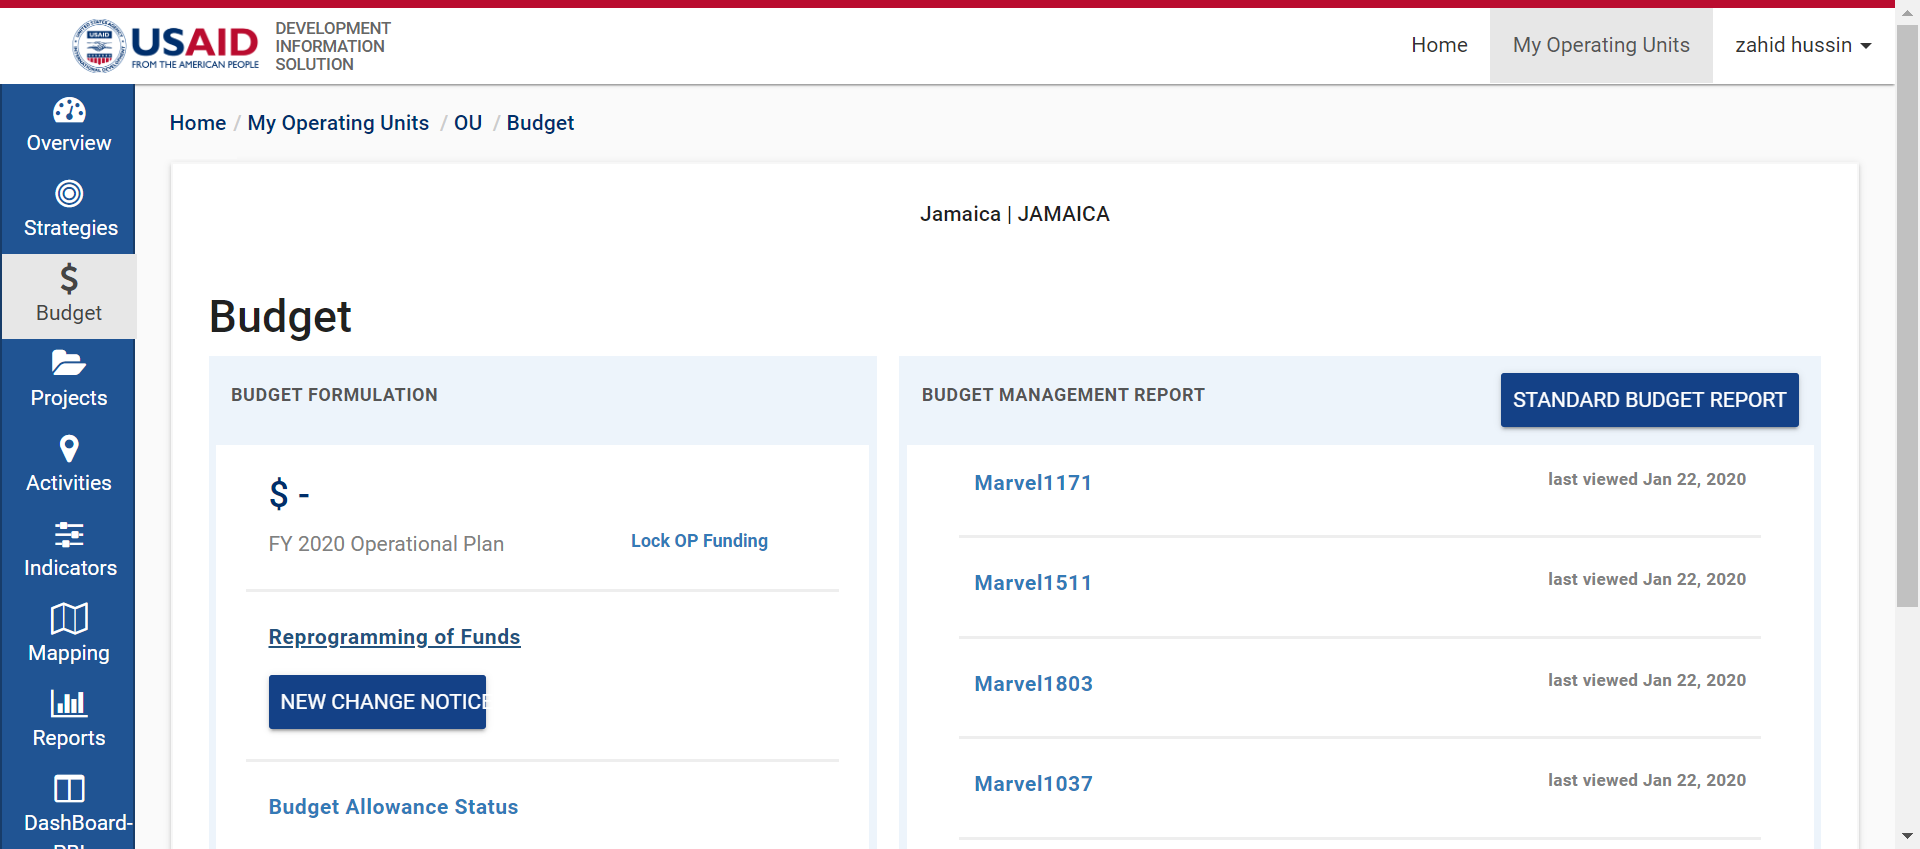 USAID
FROM THE AMERICAN PEOPLE
DEVELOPMENT
INFORMATION
SOLUTION
Home
My Operating Units
zahid hussin
Overview
Strategies
$
Budget
Projects
Activities
Indicators
Mapping
Reports
DashBoard-
Home / My Operating Units / OU / Budget
Jamaica | JAMAICA
Budget
BUDGET FORMULATION
$ -
FY 2020 Operational Plan
Lock OP Funding
Reprogramming of Funds
NEW CHANGE NOTICE
Budget Allowance Status
BUDGET MANAGEMENT REPORT
STANDARD BUDGET REPORT
Marvel1171
last viewed Jan 22, 2020
Marvel1511
last viewed Jan 22, 2020
Marvel1803
last viewed Jan 22, 2020
Marvel1037
last viewed Jan 22, 2020